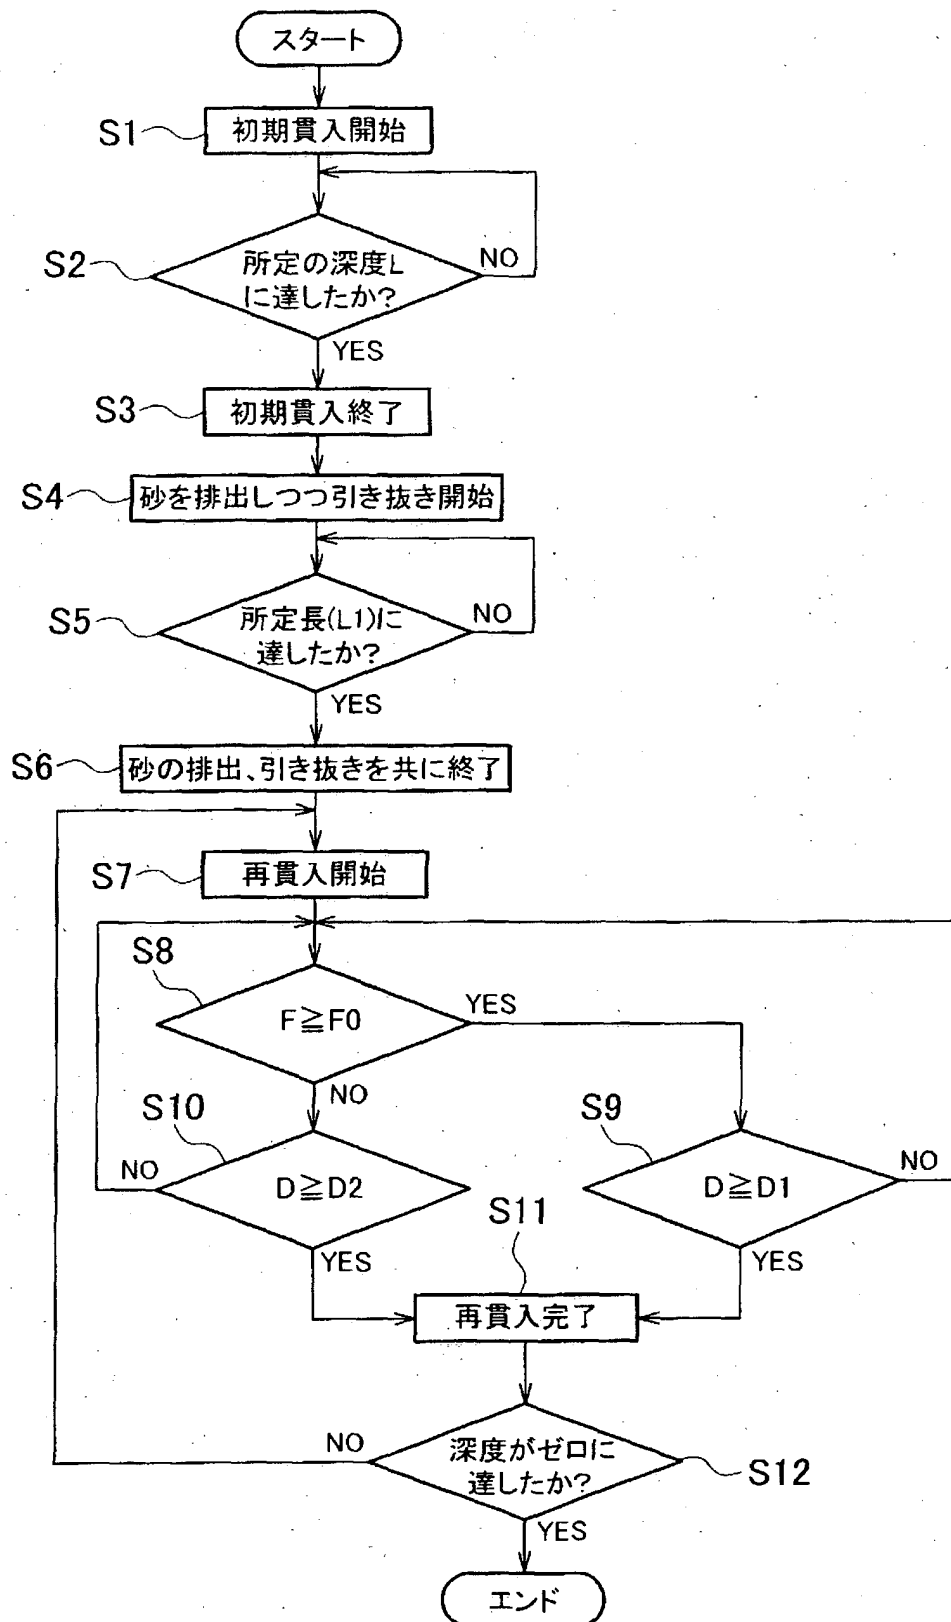 スタート
S1
初期貫入開始
S2
所定の深度L
に達したか?
NO
YES
S3
初期貫入終了
S4
砂を排出しつつ引き抜き開始
S5
所定長(L1)に
達したか?
NO
YES
S6
砂の排出、引き抜きを共に終了
S7
再貫入開始
S8
F≧F0
YES
NO
S10
D≧D2
NO
YES
S9
D≧D1
NO
YES
S11
再貫入完了
S12
深度がゼロに
達したか?
NO
YES
エンド